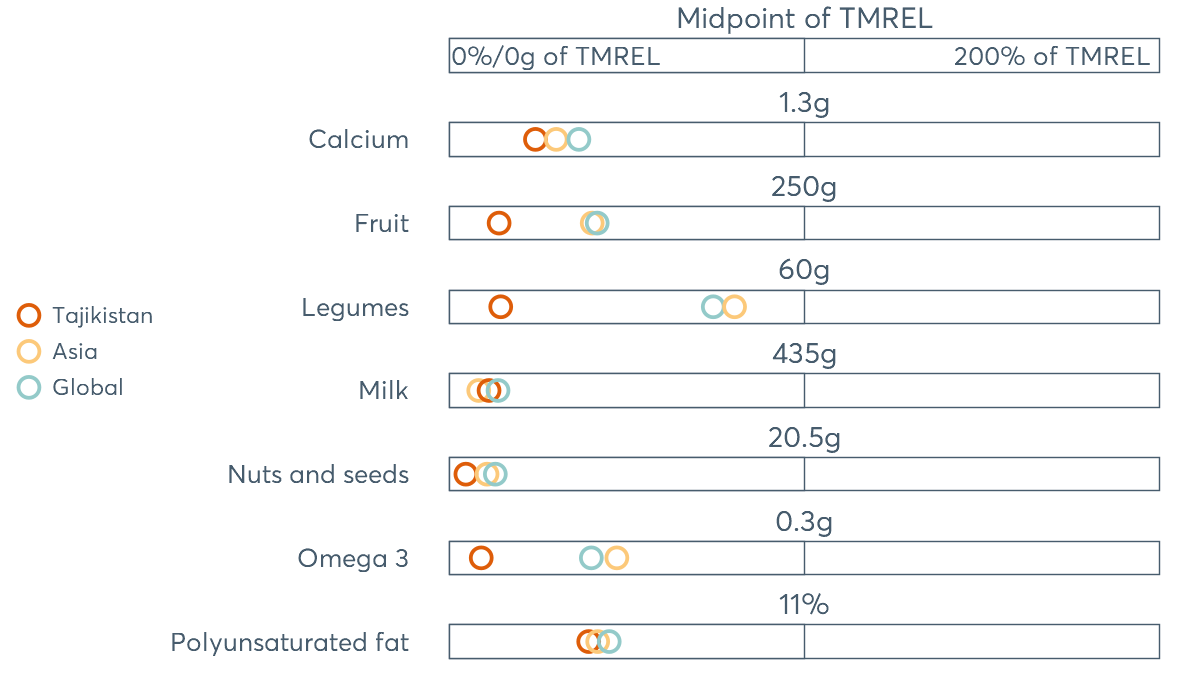 Midpoint of TMREL
0%/0g of TMREL
200% of TMREL
1.3g
Calcium
250g
Fruit
60g
Legumes
435g
Milk
20.5g
Nuts and seeds
0.3g
Omega 3
11%
Polyunsaturated fat
Tajikistan
Asia
Global